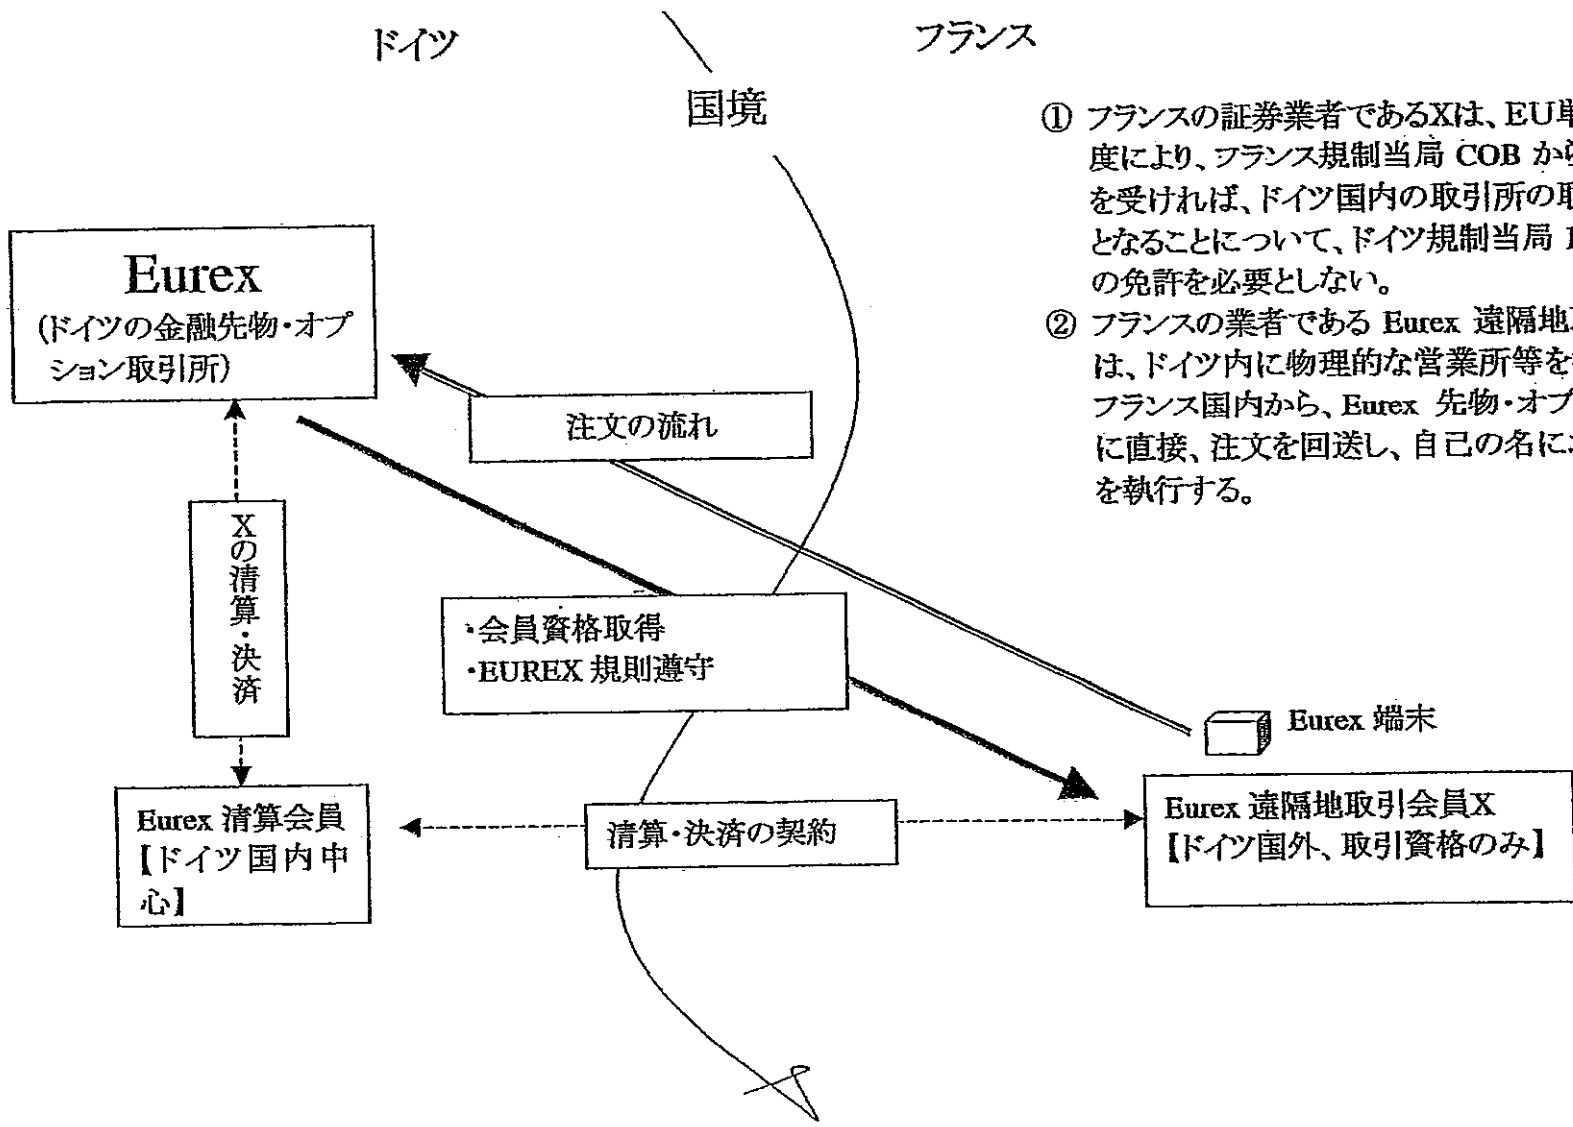 ドイツ
フランス
国境
① フランスの証券業者であるXは、EU単
度により、フランス規制当局 COB から
を受ければ、ドイツ国内の取引所の取
となることについて、ドイツ規制当局
の免許を必要としない。
② フランスの業者である Eurex 遠隔地
は、ドイツ内に物理的な営業所等を
フランス国内から、Eurex 先物・オプ
に直接、注文を回送し、自己の名に
を執行する。
Eurex
(ドイツの金融先物・オプ
ション取引所)
注文の流れ
Xの清算・決済
・会員資格取得
・EUREX 規則遵守
Eurex 端末
Eurex 清算会員
【ドイツ国内中
心】
清算・決済の契約
Eurex 遠隔地取引会員X
【ドイツ国外、取引資格のみ】